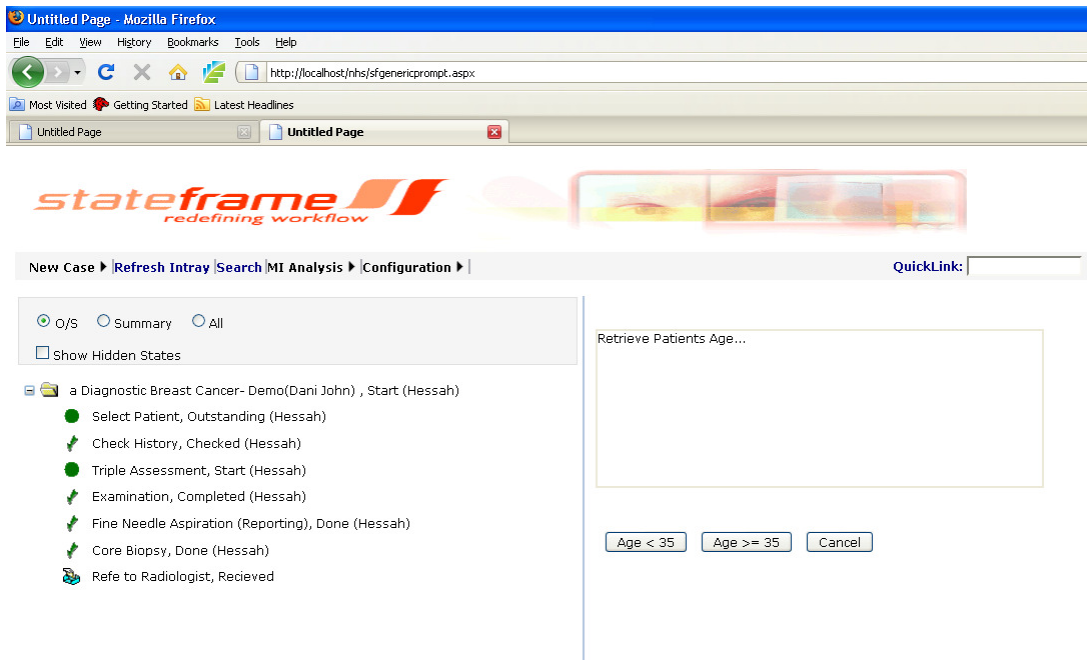 Untitled Page - Mozilla Firefox
File Edit View History Bookmarks Tools Help
http://localhost/nhs/sfgenericprompt.aspx
Most Visited Getting Started Latest Headlines
Untitled Page Untitled Page
stateframe
redefining workflow
New Case Refresh Intray Search MI Analysis Configuration QuickLink:
O/S Summary All
Show Hidden States
a Diagnostic Breast Cancer- Demo(Dani John) , Start (Hessah)
Select Patient, Outstanding (Hessah)
Check History, Checked (Hessah)
Triple Assessment, Start (Hessah)
Examination, Completed (Hessah)
Fine Needle Aspiration (Reporting), Done (Hessah)
Core Biopsy, Done (Hessah)
Refe to Radiologist, Recieved
Retrieve Patients Age...
Age < 35 Age >= 35 Cancel